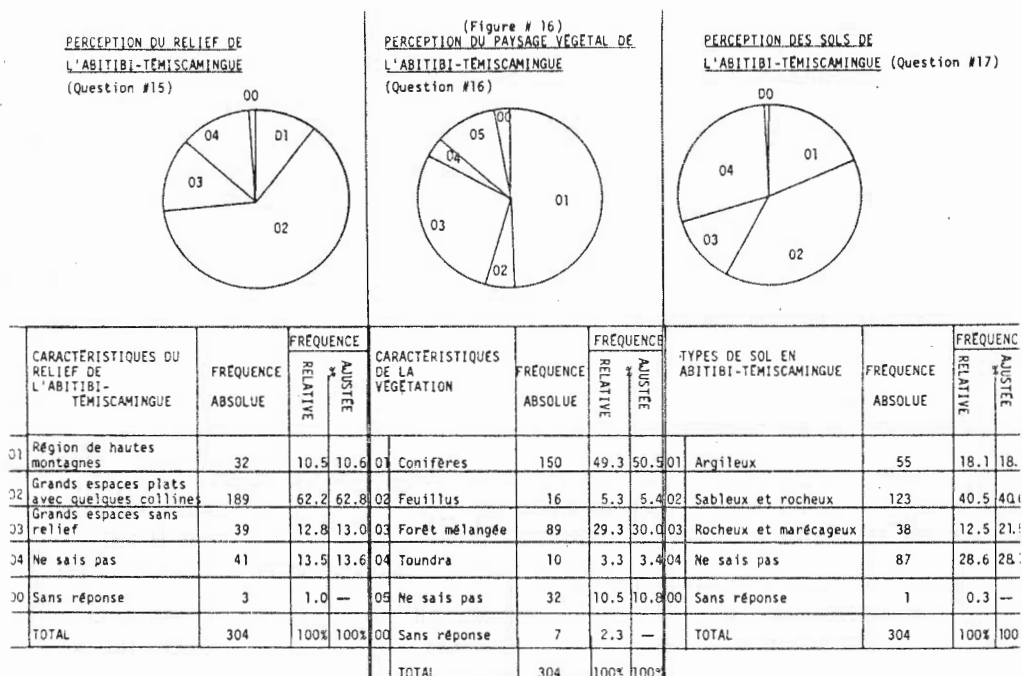 (Figure # 16)
PERCEPTION DU RELIEF DE
L'ABITIBI-TÉMISCAMINGUE
(Question #15)
00
01
02
03
04
PERCEPTION DU PAYSAGE VÉGÉTAL DE
L'ABITIBI-TÉMISCAMINGUE
(Question #16)
00
01
02
03
04
05
PERCEPTION DES SOLS DE
L'ABITIBI-TÉMISCAMINGUE (Question #17)
00
01
02
03
04
CARACTÉRISTIQUES DU
RELIEF DE
L'ABITIBI-
TÉMISCAMINGUE
FRÉQUENCE
ABSOLUE
FRÉQUENCE
RELATIVE
%
AJUSTÉE
01 Région de hautes
montagnes 32 10.5 10.6
02 Grands espaces plats
avec quelques colline 189 62.2 62.8
03 Grands espaces sans
relief 39 12.8 13.0
04 Ne sais pas 41 13.5 13.6
00 Sans réponse 3 1.0 —
TOTAL 304 100% 100%
CARACTÉRISTIQUES
DE LA
VÉGÉTATION
FRÉQUENCE
ABSOLUE
FRÉQUENCE
RELATIVE
%
AJUSTÉE
01 Conifères 150 49.3 50.5
02 Feuillus 16 5.3 5.4
03 Forêt mélangée 89 29.3 30.0
04 Toundra 10 3.3 3.4
05 Ne sais pas 32 10.5 10.8
00 Sans réponse 7 2.3 —
TOTAL 304 100% 100%
TYPES DE SOL EN
ABITIBI-TÉMISCAMINGUE
FRÉQUENCE
ABSOLUE
FRÉQUENC
RELATIVE
%
AJUSTÉE
01 Argileux 55 18.1 18.
02 Sableux et rocheux 123 40.5 40.
03 Rocheux et marécageux 38 12.5 21.
04 Ne sais pas 87 28.6 28.
00 Sans réponse 1 0.3 —
TOTAL 304 100% 100